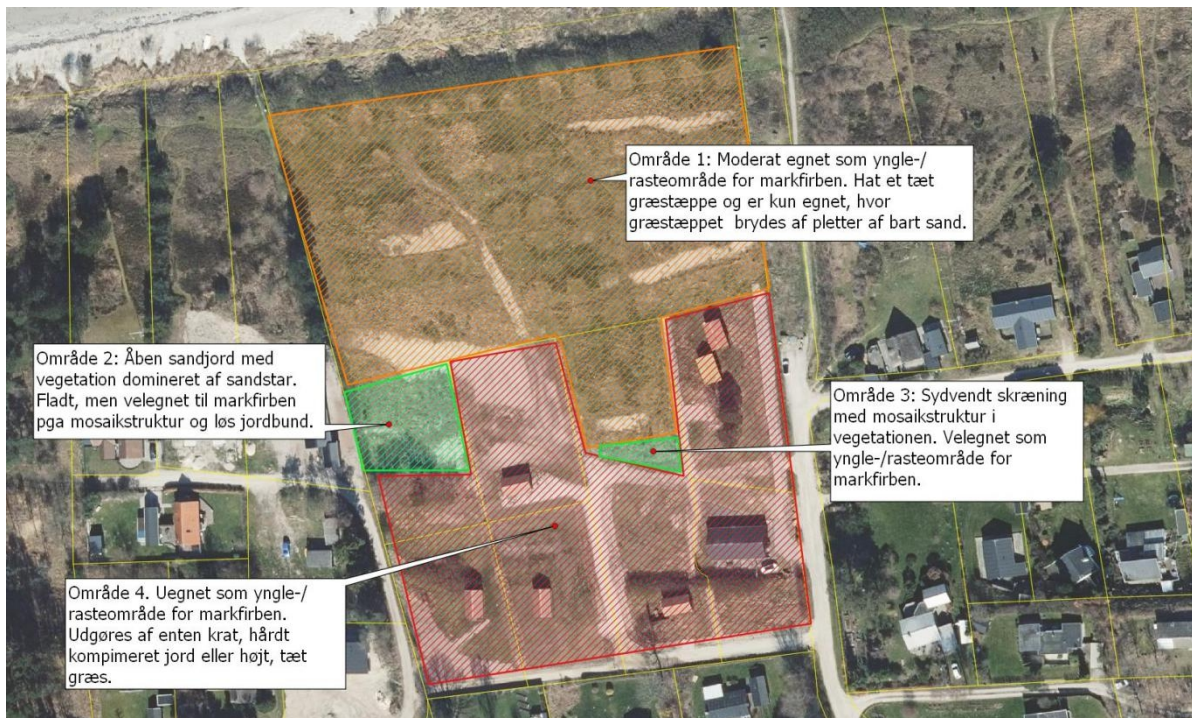 Område 1: Moderat egnet som yngle-/
rasteområde for markfirben. Hat et tæt
græstæppe og er kun egnet, hvor
græstæppet  brydes af pletter af bart sand.
Område 2: Åben sandjord med
vegetation domineret af sandstar.
Fladt, men velegnet til markfirben
pga mosaikstruktur og løs jordbund.
Område 3: Sydvendt skræning
med mosaikstruktur i
vegetationen. Velegnet som
yngle-/rasteområde for
markfirben.
Område 4. Uegnet som yngle-/
rasteområde for markfirben.
Udgøres af enten krat, hårdt
kompimeret jord eller højt, tæt
græs.